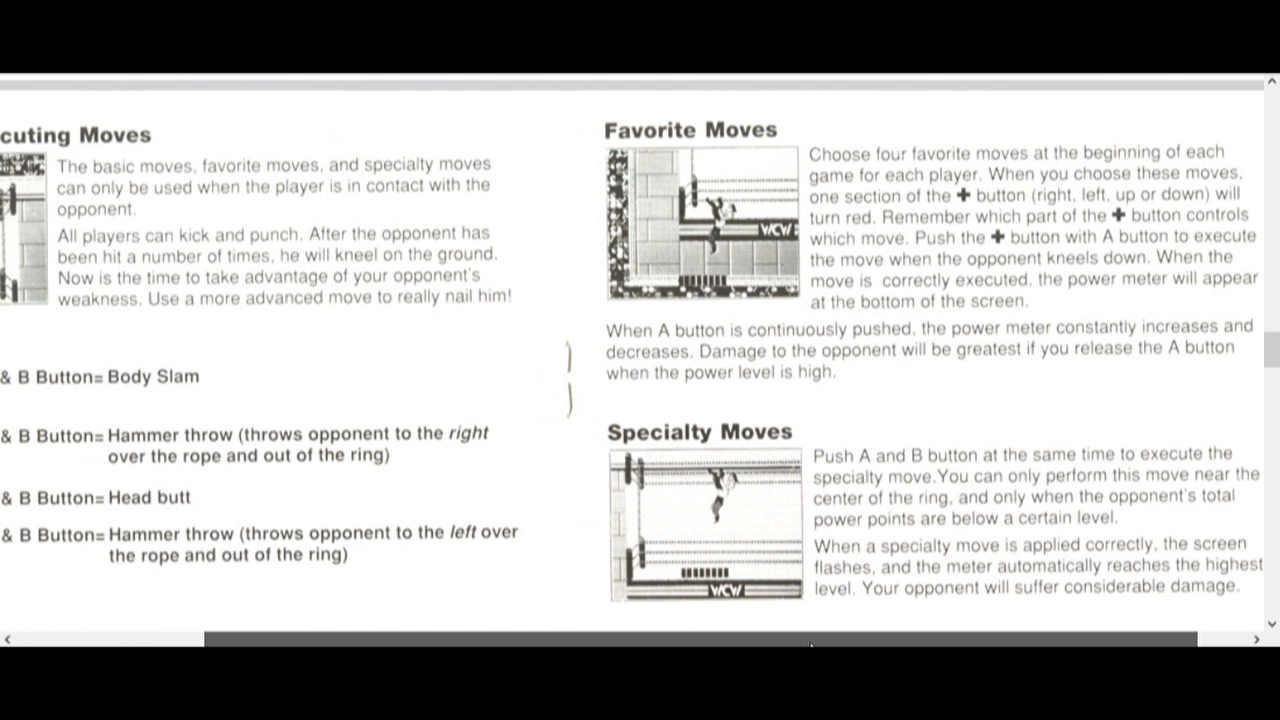 cuting Moves
The basic moves, favorite moves, and specialty moves
can only be used when the player is in contact with the
opponent.
All players can kick and punch. After the opponent has
been hit a number of times, he will kneel on the ground.
Now is the time to take advantage of your opponent's
weakness. Use a more advanced move to really nail him!
& B Button= Body Slam
& B Button= Hammer throw (throws opponent to the right
over the rope and out of the ring)
& B Button= Head butt
& B Button= Hammer throw (throws opponent to the left over
the rope and out of the ring)
Favorite Moves
WCW
Choose four favorite moves at the beginning of each
game for each player. When you choose these moves,
one section of the ✚ button (right, left, up or down) will
turn red. Remember which part of the ✚ button controls
which move. Push the ✚ button with A button to execute
the move when the opponent kneels down. When the
move is correctly executed, the power meter will appear
at the bottom of the screen.
When A button is continuously pushed, the power meter constantly increases and
decreases. Damage to the opponent will be greatest if you release the A button
when the power level is high.
Specialty Moves
WCW
Push A and B button at the same time to execute the
specialty move.You can only perform this move near the
center of the ring, and only when the opponent's total
power points are below a certain level.
When a specialty move is applied correctly, the screen
flashes, and the meter automatically reaches the highest
level. Your opponent will suffer considerable damage.